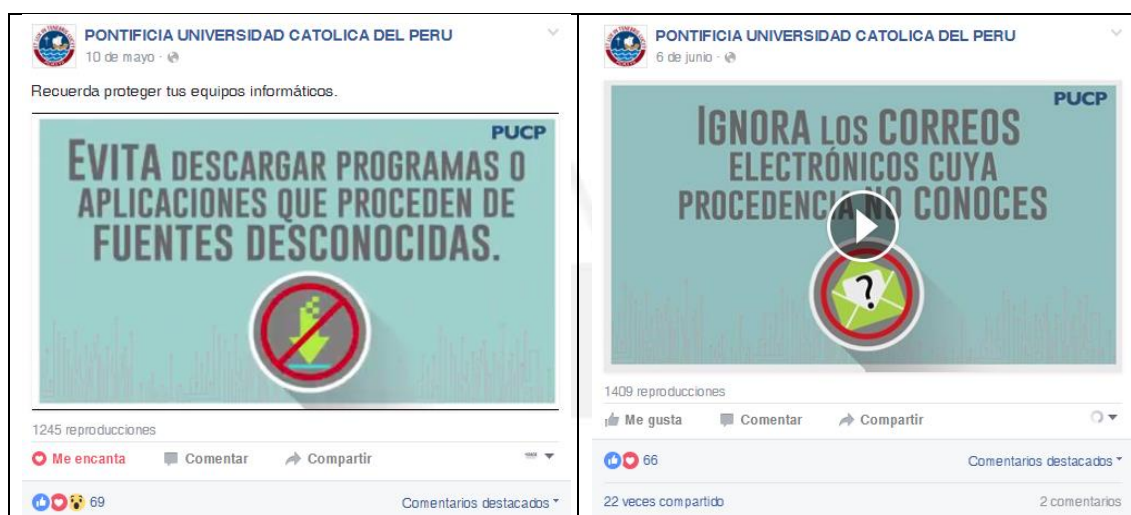 PONTIFICIA UNIVERSIDAD CATOLICA DEL PERU
10 de mayo ·
Recuerda proteger tus equipos informáticos.
PUCP
EVITA DESCARGAR PROGRAMAS O
APLICACIONES QUE PROCEDEN DE
FUENTES DESCONOCIDAS.
1245 reproducciones
Me encanta Comentar Compartir
69 Comentarios destacados
PONTIFICIA UNIVERSIDAD CATOLICA DEL PERU
6 de junio ·
PUCP
IGNORA LOS CORREOS
ELECTRÓNICOS CUYA
PROCEDENCIA NO CONOCES
?
1409 reproducciones
Me gusta Comentar Compartir
66 Comentarios destacados
22 veces compartido 2 comentarios